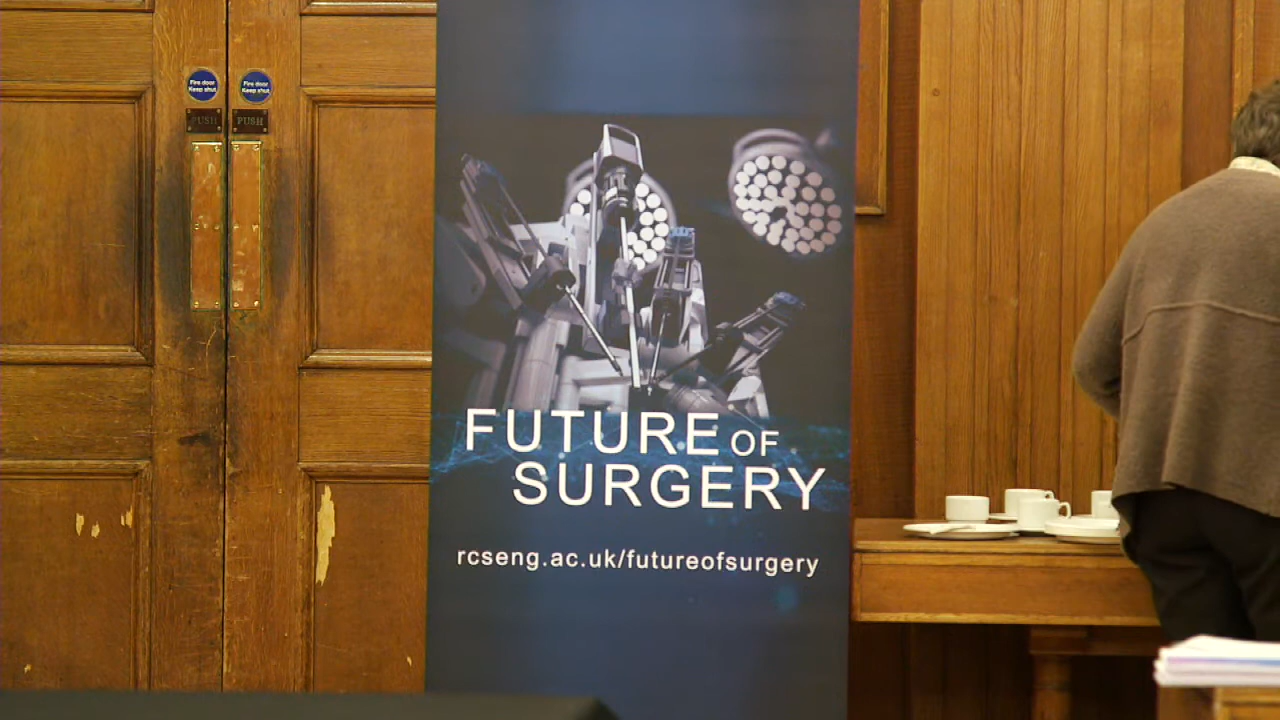 Fire door
Keep shut
Fire door
Keep shut
PUSH
PUSH
FUTURE OF
SURGERY
rcseng.ac.uk/futureofsurgery